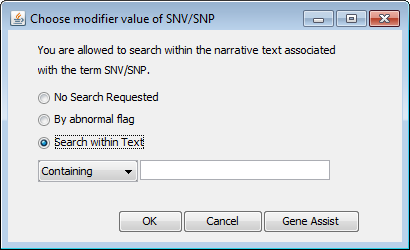 Choose modifier value of SNV/SNP
You are allowed to search within the narrative text associated
with the term SNV/SNP.
No Search Requested
By abnormal flag
Search within Text
Containing
OK Cancel Gene Assist